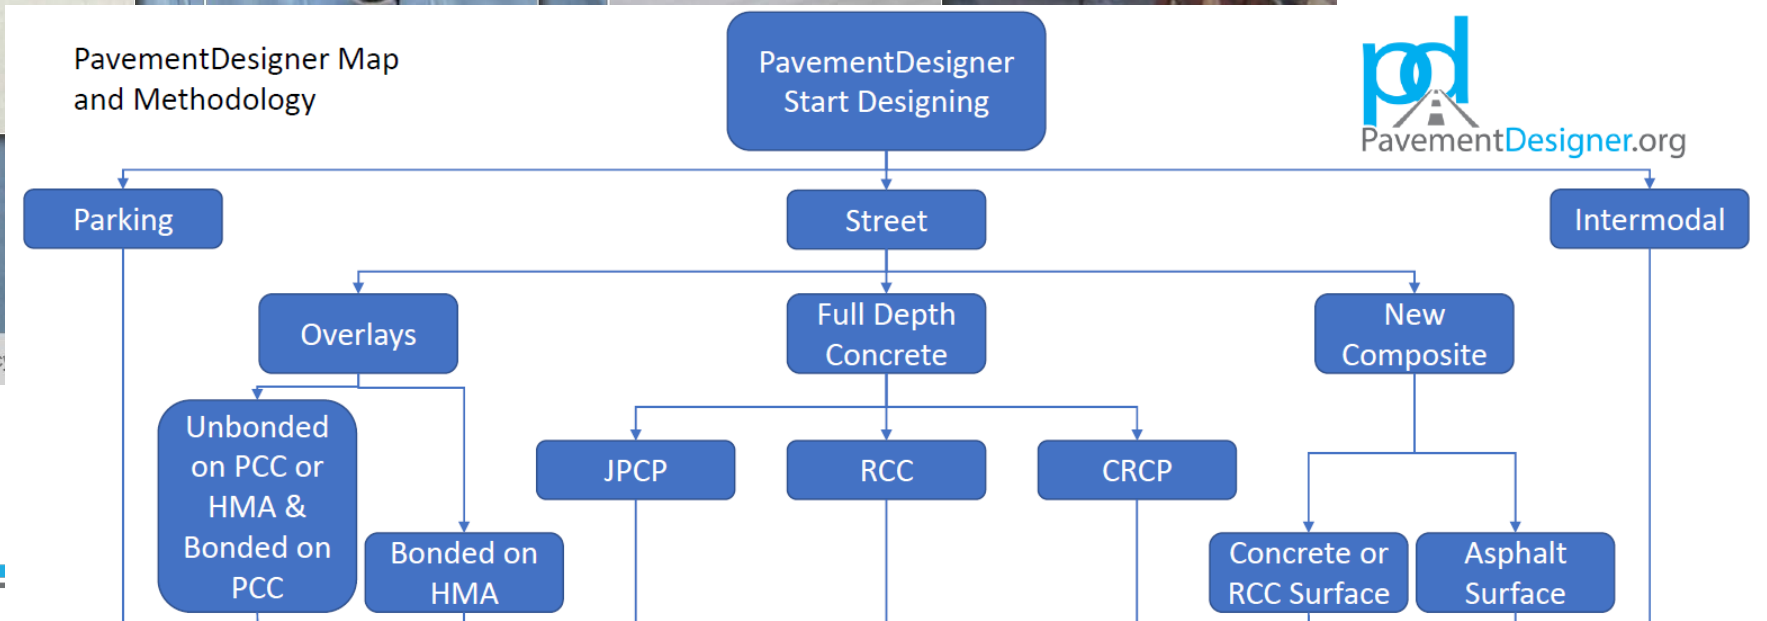 PavementDesigner Map
and Methodology
PavementDesigner
Start Designing
pd
PavementDesigner.org
Parking
Street
Intermodal
Overlays
Full Depth
Concrete
New
Composite
Unbonded
on PCC or
HMA &
Bonded on
PCC
Bonded on
HMA
JPCP
RCC
CRCP
Concrete or
RCC Surface
Asphalt
Surface